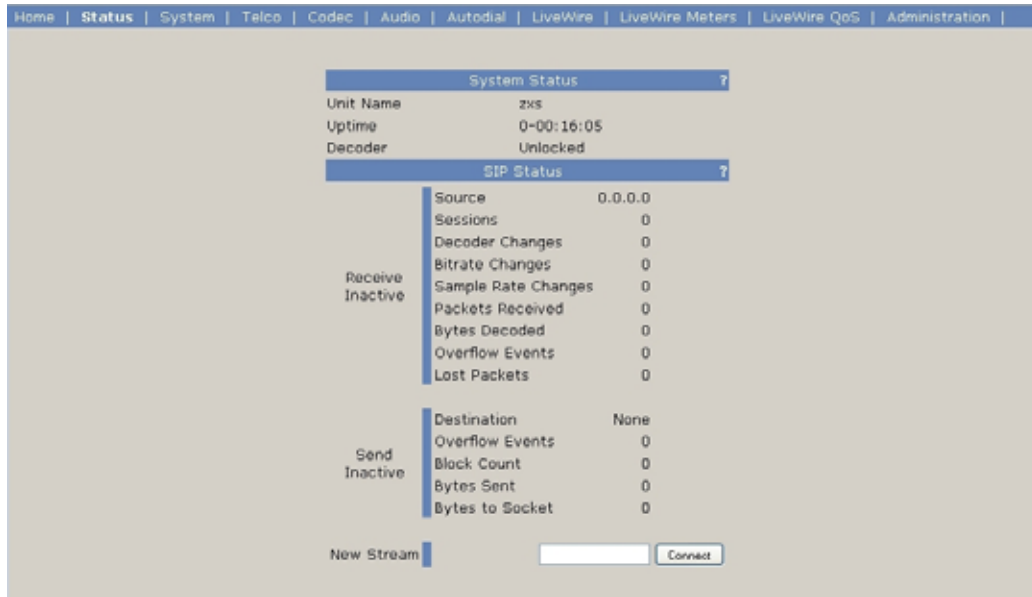 Home | Status | System | Telco | Codec | Audio | Autodial | LiveWire | LiveWire Meters | LiveWire QoS | Administration |
System Status ?
Unit Name zxs
Uptime 0-00:16:05
Decoder Unlocked
SIP Status ?
Receive Inactive
Source 0.0.0.0
Sessions 0
Decoder Changes 0
Bitrate Changes 0
Sample Rate Changes 0
Packets Received 0
Bytes Decoded 0
Overflow Events 0
Lost Packets 0
Send Inactive
Destination None
Overflow Events 0
Block Count 0
Bytes Sent 0
Bytes to Socket 0
New Stream Connect